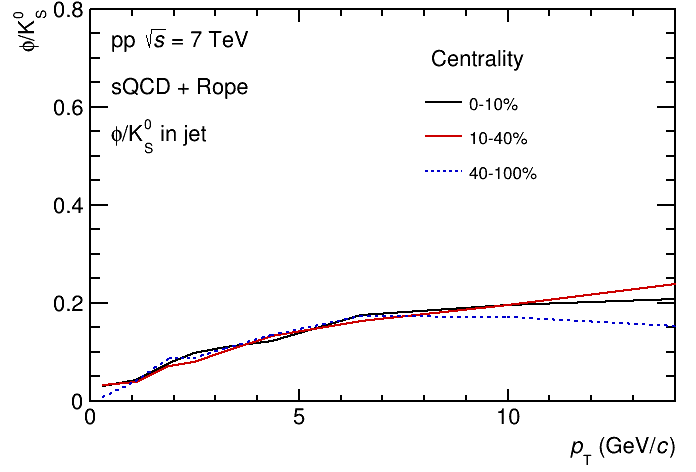 ϕ/K⁰_S
0.8
0.6
0.4
0.2
0
pp √s = 7 TeV
sQCD + Rope
ϕ/K⁰_S in jet
Centrality
0-10%
10-40%
40-100%
0 5 10
p_T (GeV/c)